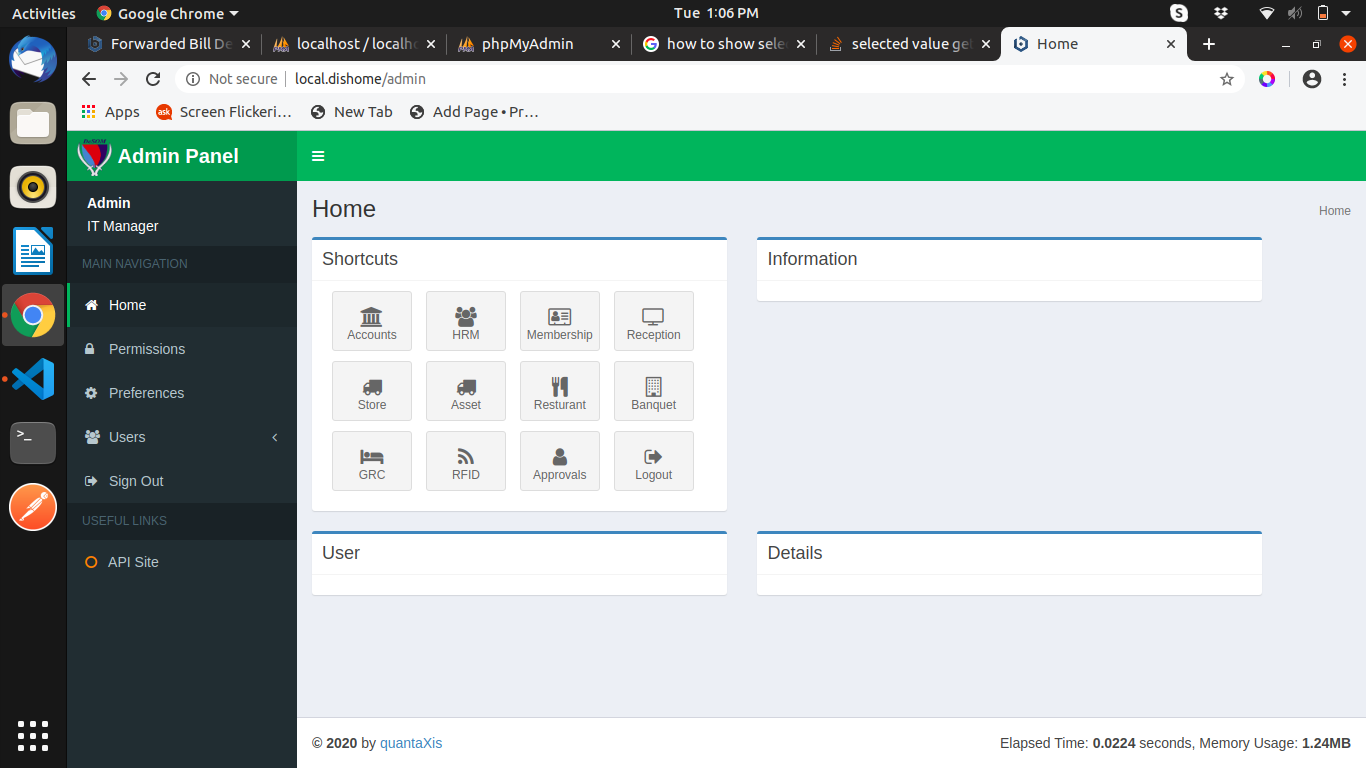 Activities Google Chrome Tue 1:06 PM
Forwarded Bill De localhost / localho phpMyAdmin how to show sele selected value ge Home
Not secure local.dishome/admin
Apps Screen Flickeri… New Tab Add Page • Pr…
Admin Panel
Admin
IT Manager
MAIN NAVIGATION
Home
Permissions
Preferences
Users
Sign Out
USEFUL LINKS
API Site
Home
Home
Shortcuts
Accounts HRM Membership Reception
Store Asset Resturant Banquet
GRC RFID Approvals Logout
Information
User
Details
© 2020 by quantaXis
Elapsed Time: 0.0224 seconds, Memory Usage: 1.24MB